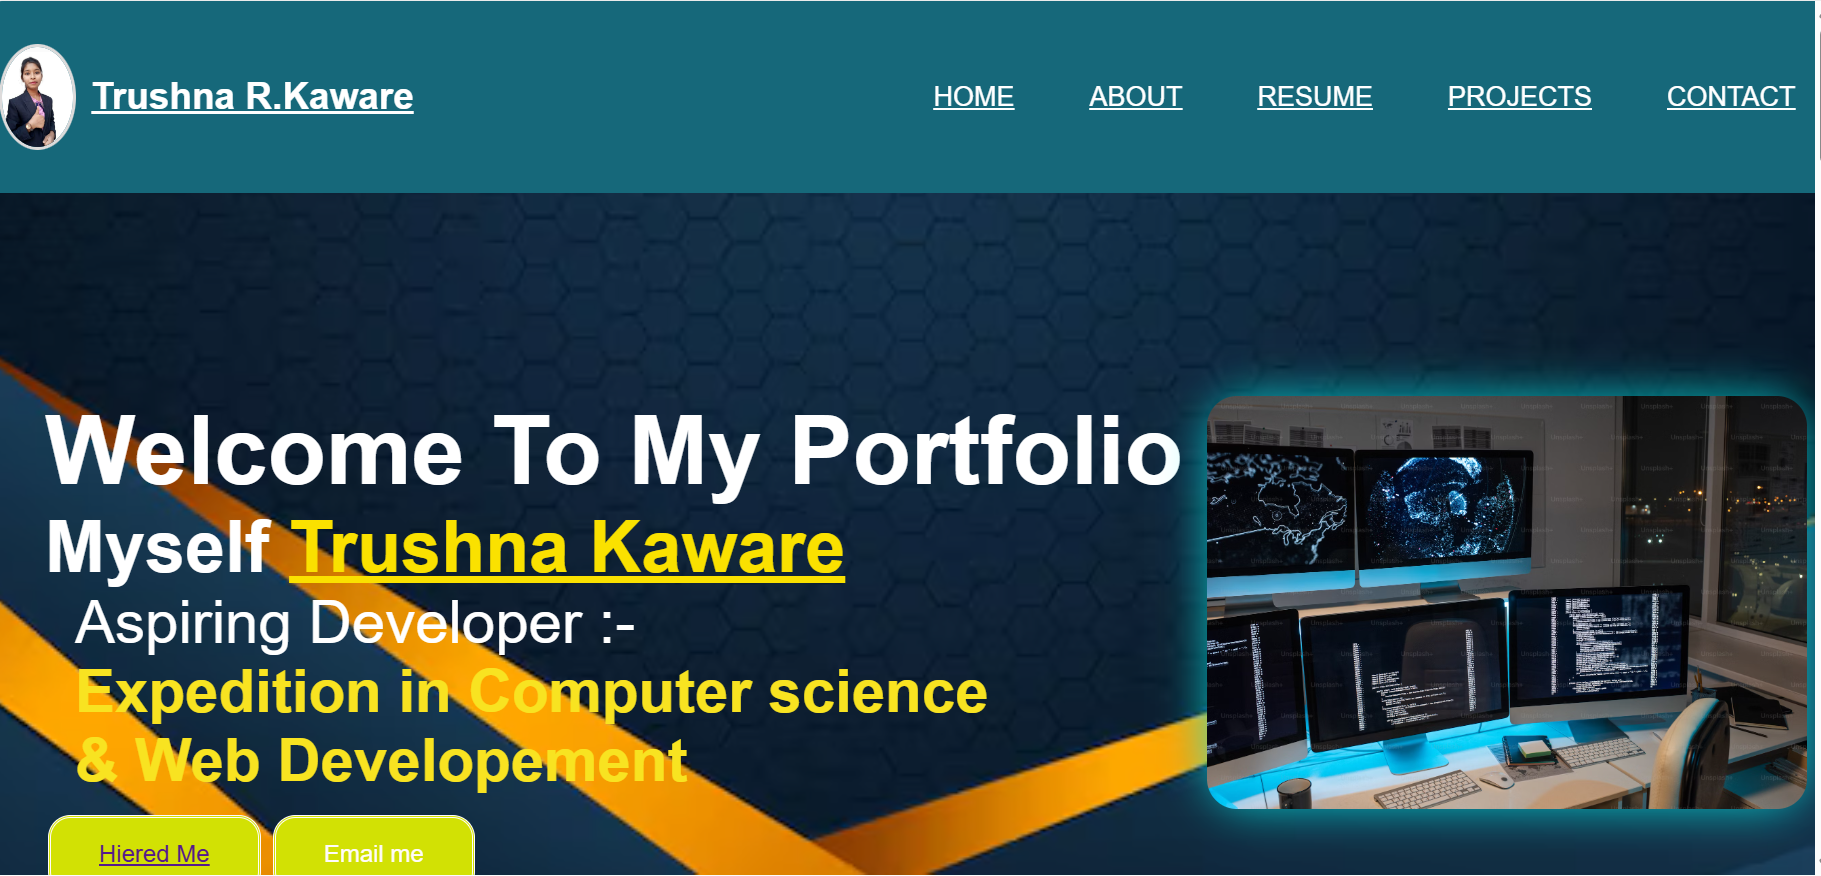 Trushna R.Kaware
HOME ABOUT RESUME PROJECTS CONTACT
Welcome To My Portfolio
Myself Trushna Kaware
Aspiring Developer :-
Expedition in Computer science
& Web Developement
Hiered Me
Email me